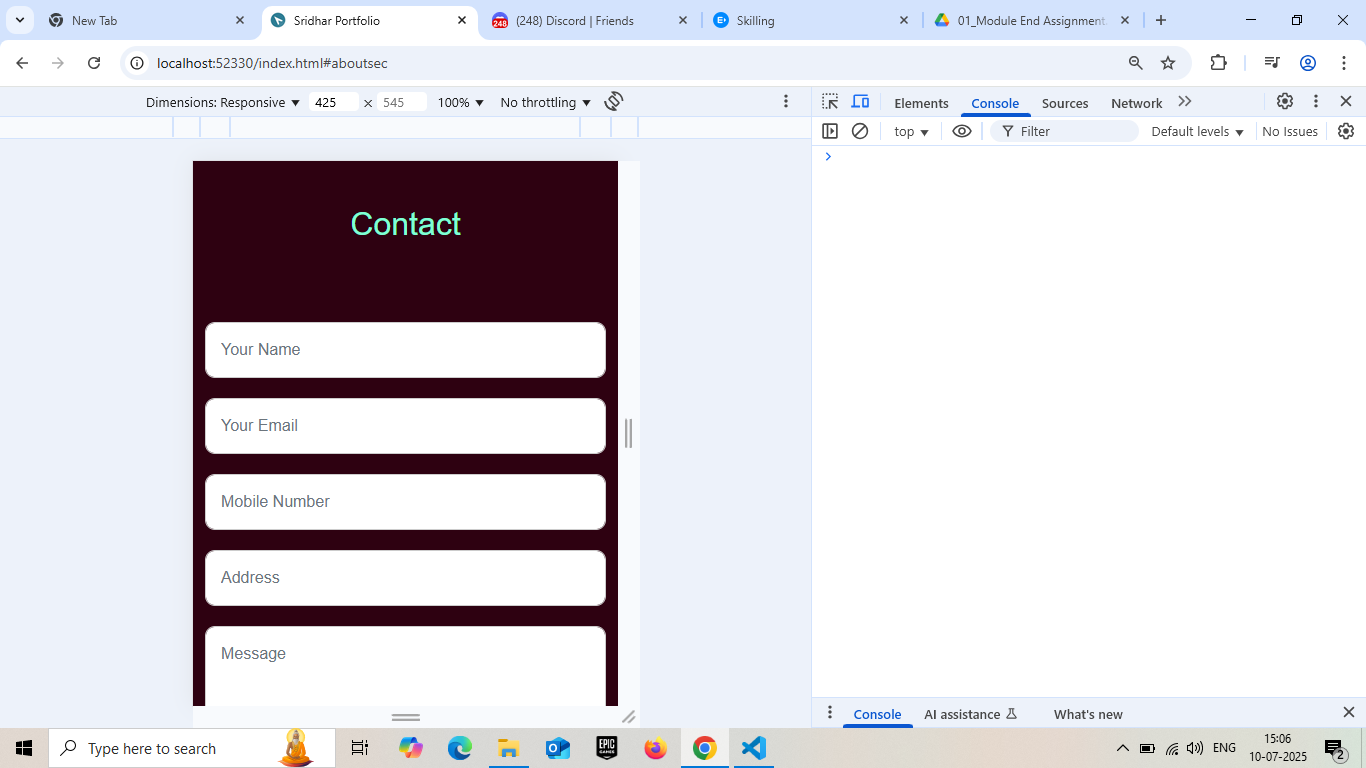 New Tab
Sridhar Portfolio
(248) Discord | Friends
Skilling
01_Module End Assignment
localhost:52330/index.html#aboutsec
Dimensions: Responsive 425 × 545 100% No throttling
Elements Console Sources Network
top Filter Default levels No Issues
Contact
Your Name
Your Email
Mobile Number
Address
Message
Console AI assistance What's new
Type here to search
EPIC GAMES
ENG
15:06
10-07-2025
2